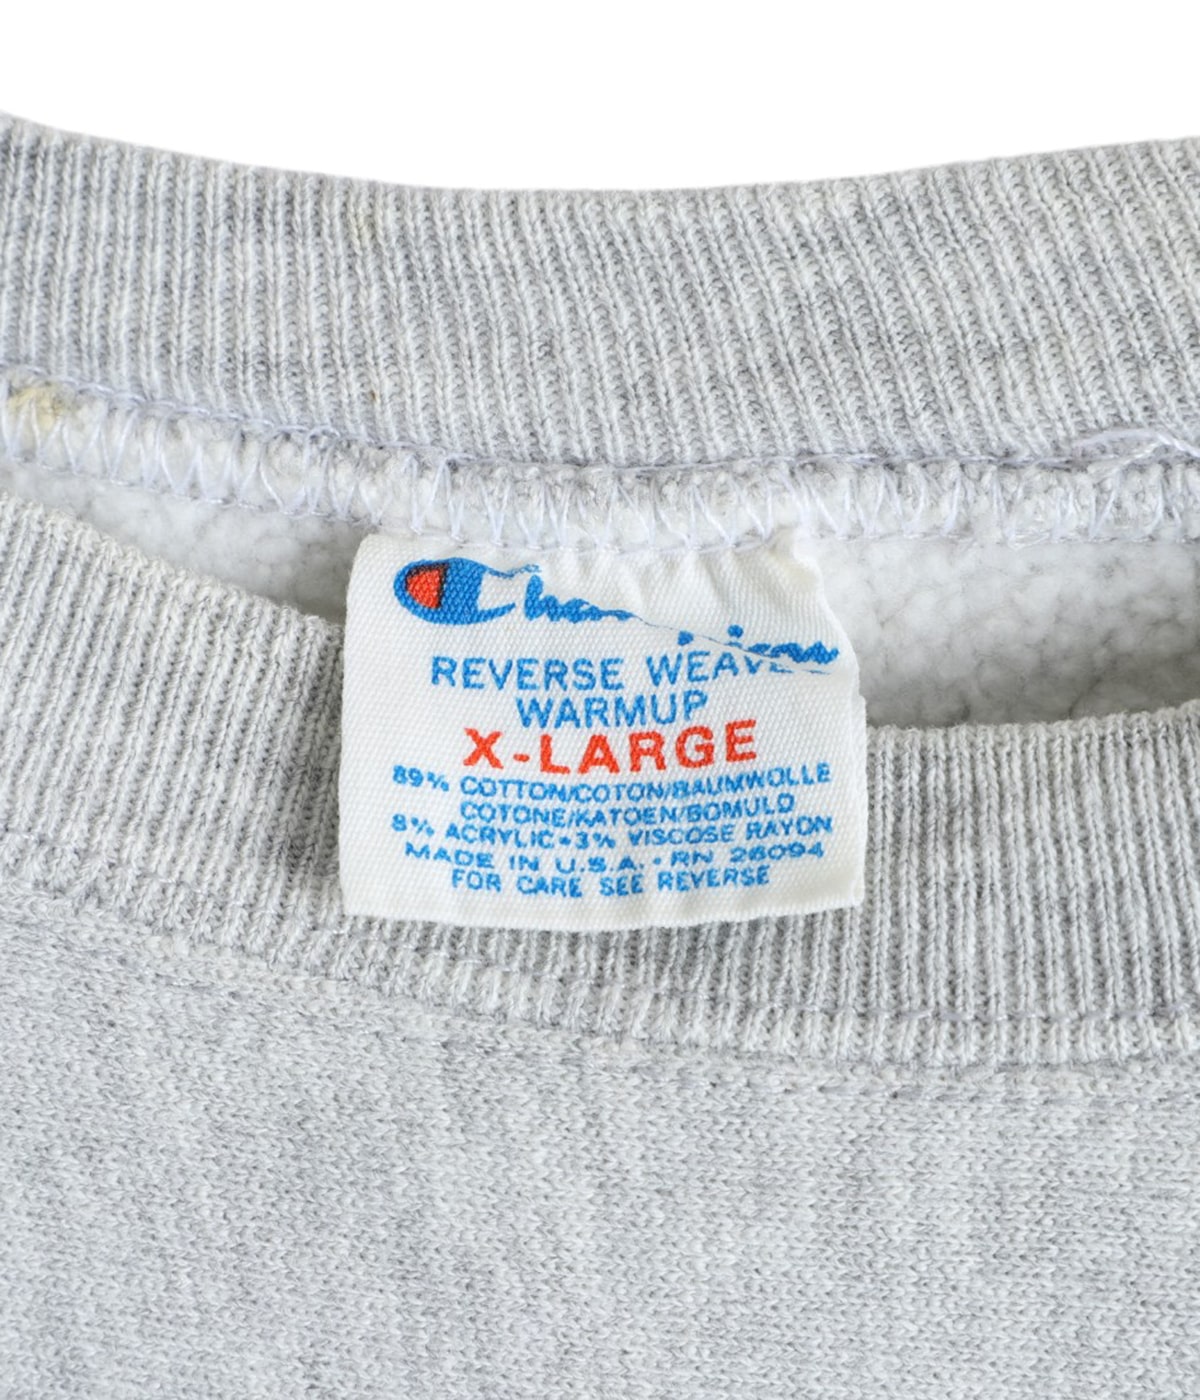 Champion
REVERSE WEAVE
WARMUP
X-LARGE
89% COTTON/COTON/BAUMWOLLE
COTONE/KATOEN/BOMULD
8% ACRYLIC•3% VISCOSE RAYON
MADE IN U.S.A. • RN 26094
FOR CARE SEE REVERSE